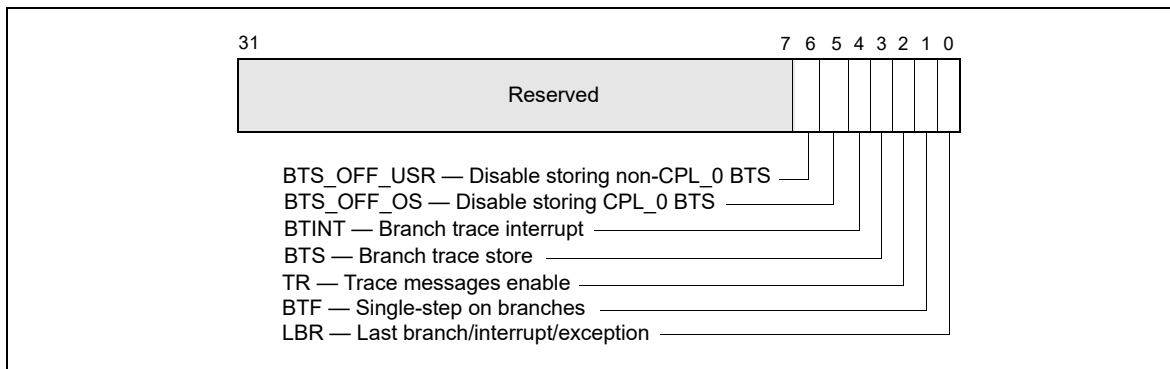 31 7 6 5 4 3 2 1 0
Reserved
BTS_OFF_USR — Disable storing non-CPL_0 BTS
BTS_OFF_OS — Disable storing CPL_0 BTS
BTINT — Branch trace interrupt
BTS — Branch trace store
TR — Trace messages enable
BTF — Single-step on branches
LBR — Last branch/interrupt/exception